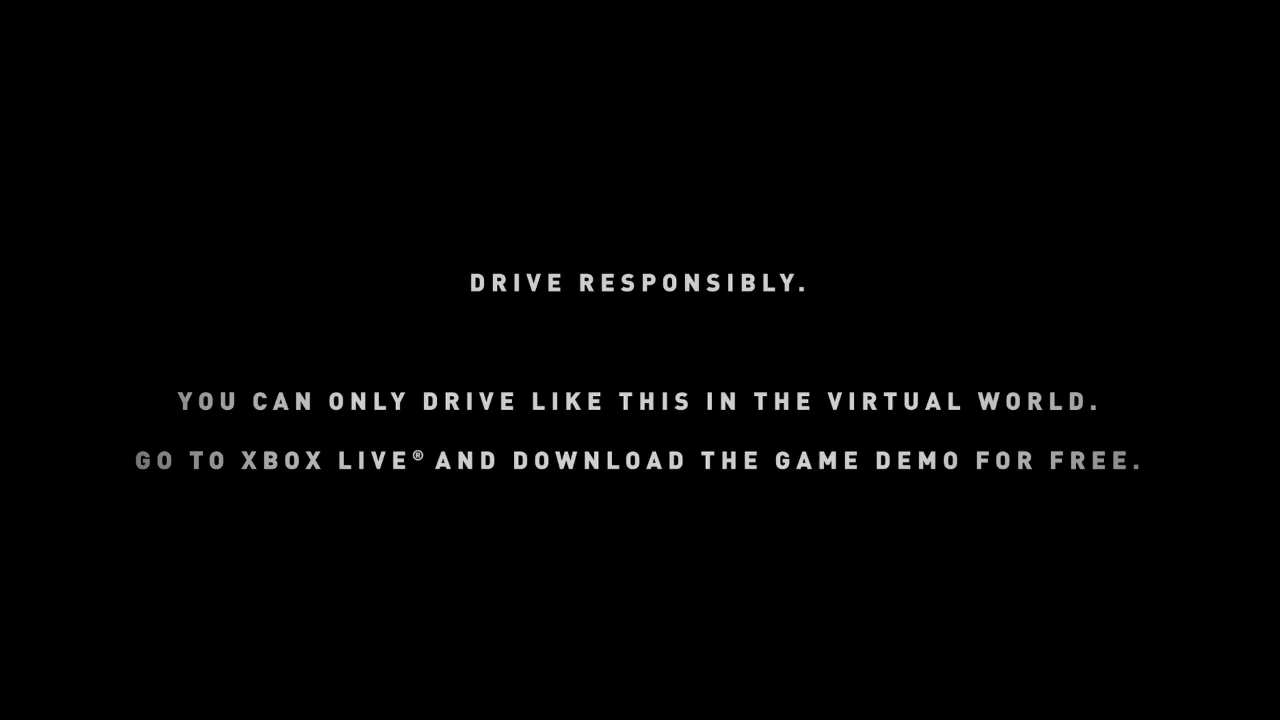 DRIVE RESPONSIBLY.
YOU CAN ONLY DRIVE LIKE THIS IN THE VIRTUAL WORLD.
GO TO XBOX LIVE® AND DOWNLOAD THE GAME DEMO FOR FREE.